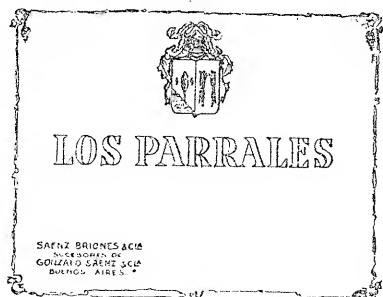 LOS PARRALES
SAENZ BRIONES & CIA
SUCESORES DE
GONZALO SAENZ & CIA
BUENOS AIRES.